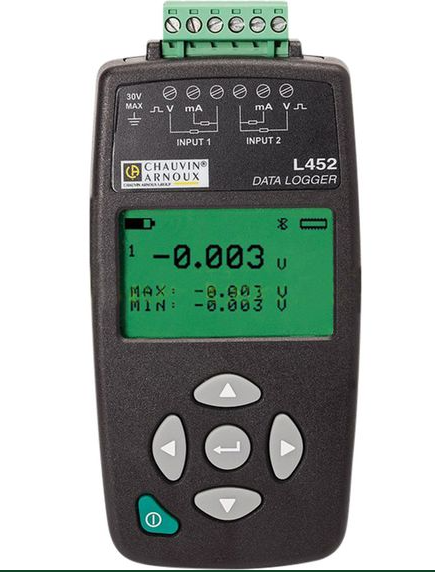 30V
MAX
V mA mA V
INPUT 1 INPUT 2
L452
DATA LOGGER
CHAUVIN®
ARNOUX
CHAUVIN ARNOUX GROUP
1 -0.003 V
MAX: -0.003 V
MIN: -0.003 V